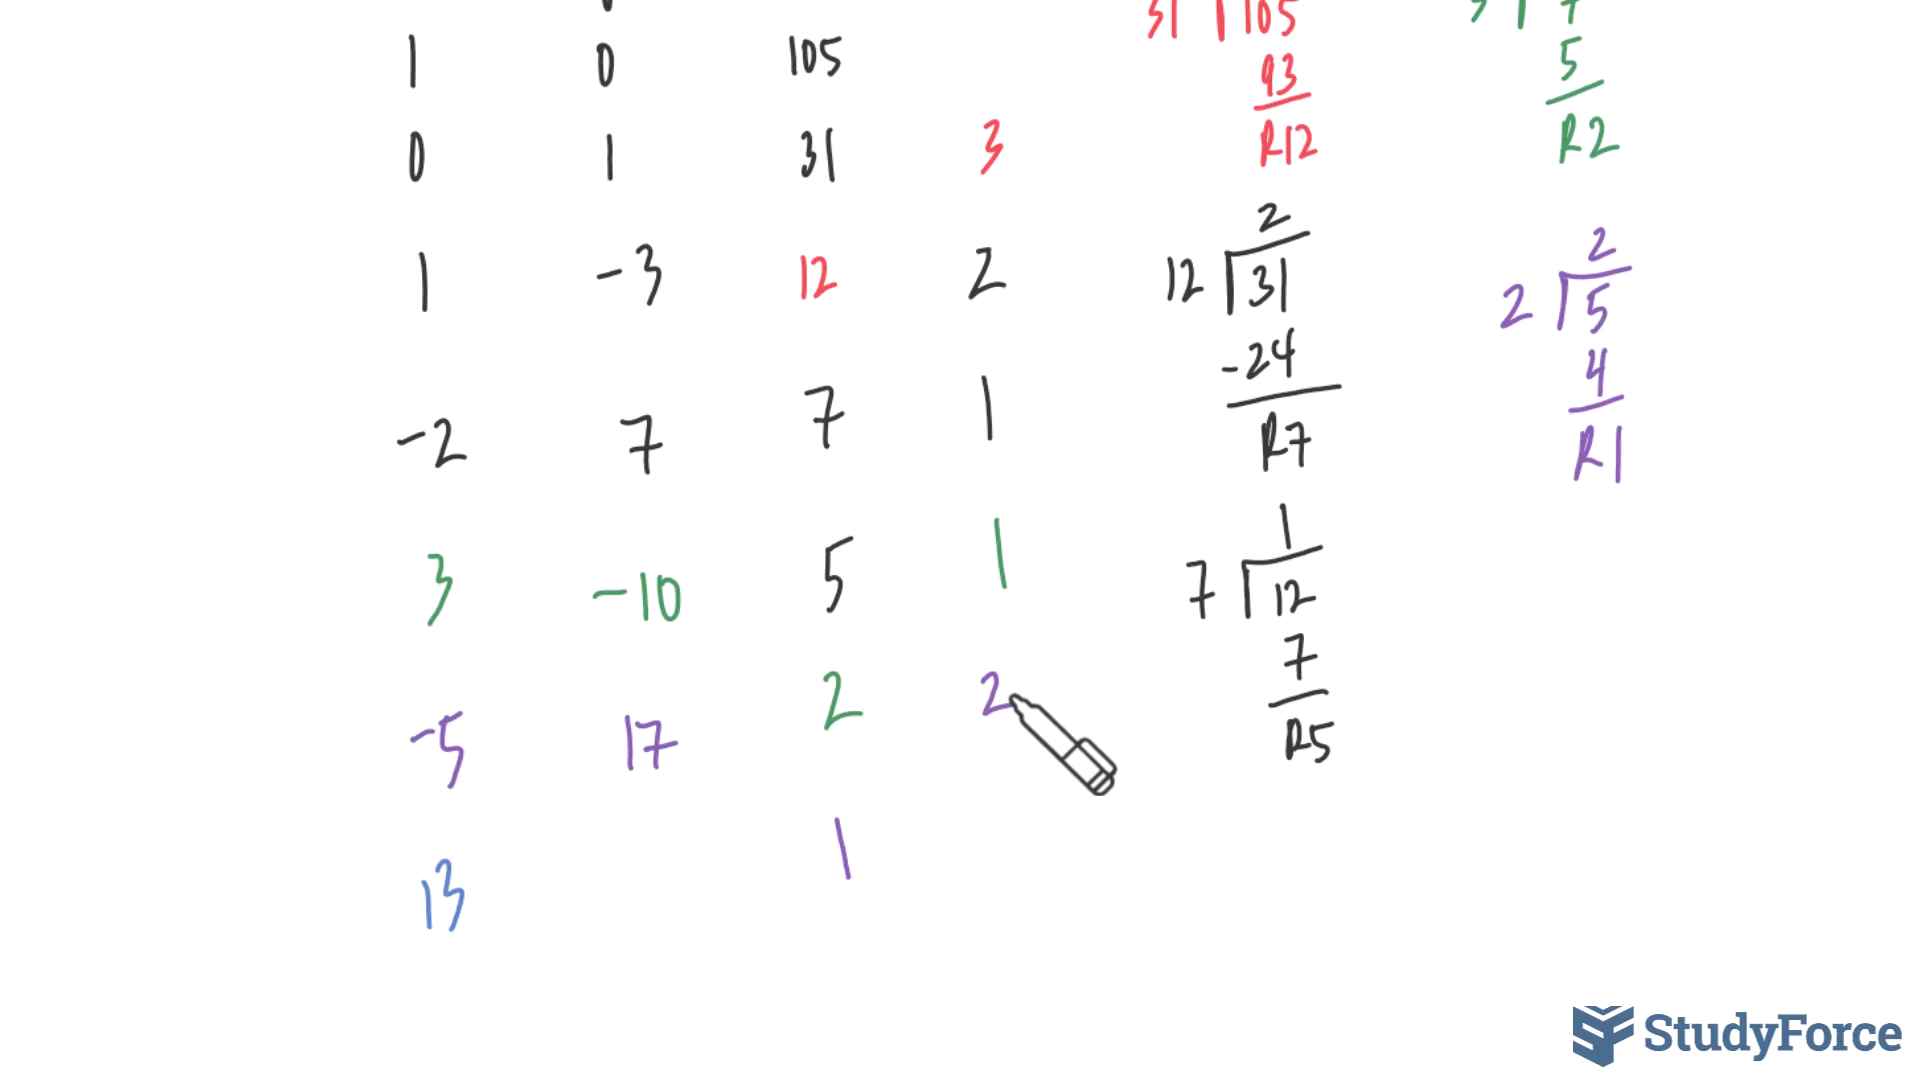 1 0 105
0 1 31 3
1 -3 12 2
-2 7 7 1
3 -10 5 1
-5 17 2 2
13 1
31 105
93
R12
2
12 31
-24
R7
1
7 12
7
R5
5
R2
2
2 5
4
R1
StudyForce